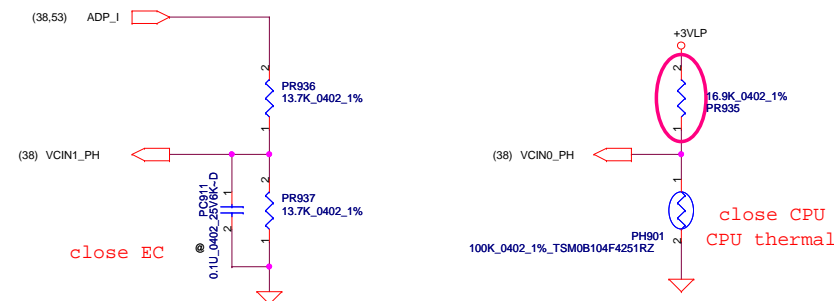 (38,53) ADP_I
2
PR936
13.7K_0402_1%
1
(38) VCIN1_PH
2
PR937
13.7K_0402_1%
1
1
PC911
2
@
0.1U_0402_25V6K~D
close EC
+3VLP
2
16.9K_0402_1%
PR935
1
(38) VCIN0_PH
1
PH901
2
100K_0402_1%_TSM0B104F4251RZ
close CPU
CPU thermal